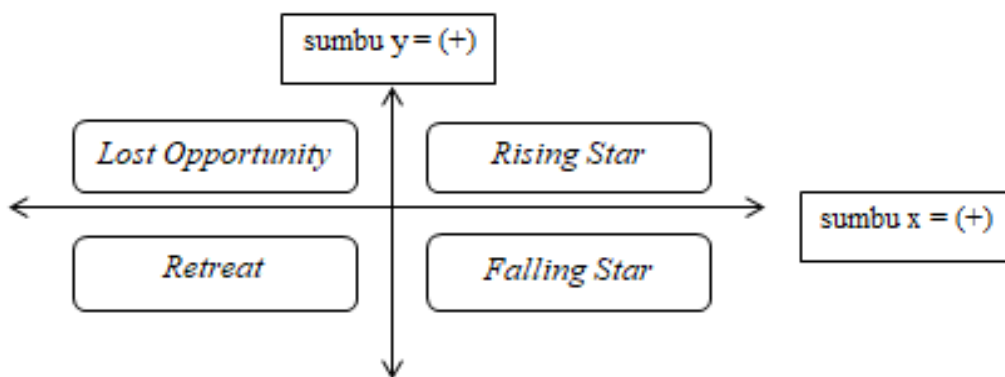 sumbu y = (+)
Lost Opportunity
Rising Star
sumbu x = (+)
Retreat
Falling Star